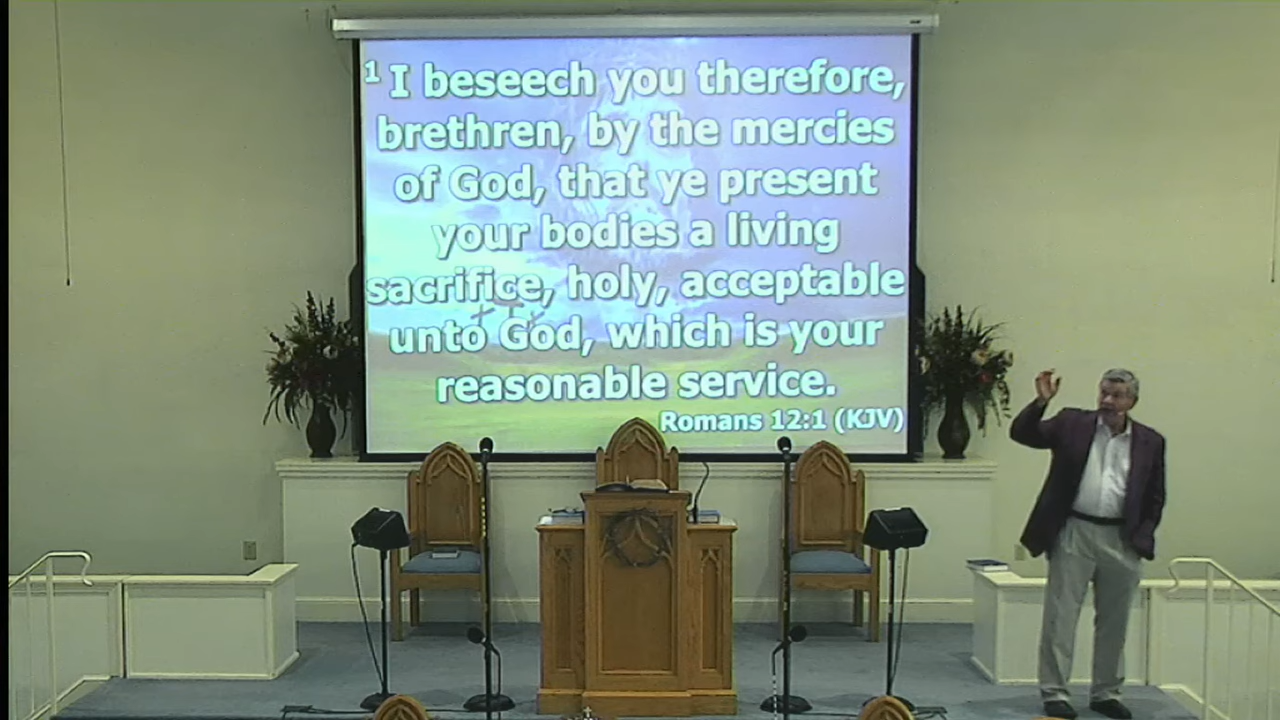 1 I beseech you therefore,
brethren, by the mercies
of God, that ye present
your bodies a living
sacrifice, holy, acceptable
unto God, which is your
reasonable service.
Romans 12:1 (KJV)